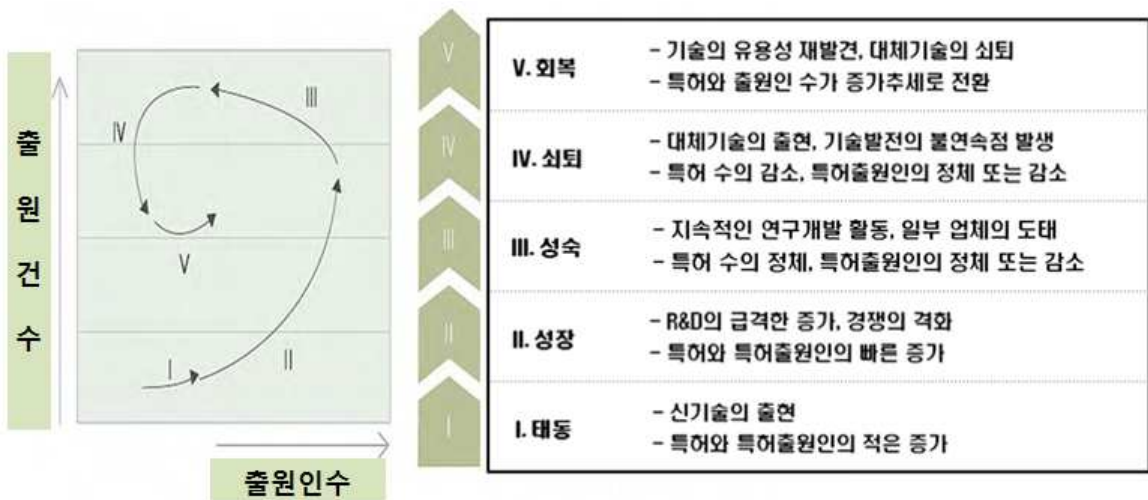 출원건수
I
II
III
IV
V
출원인수
V
IV
III
II
I
V. 회복
- 기술의 유용성 재발견, 대체기술의 쇠퇴
- 특허와 출원인 수가 증가추세로 전환
IV. 쇠퇴
- 대체기술의 출현, 기술발전의 불연속점 발생
- 특허 수의 감소, 특허출원인의 정체 또는 감소
III. 성숙
- 지속적인 연구개발 활동, 일부 업체의 도태
- 특허 수의 정체, 특허출원인의 정체 또는 감소
II. 성장
- R&D의 급격한 증가, 경쟁의 격화
- 특허와 특허출원인의 빠른 증가
I. 태동
- 신기술의 출현
- 특허와 특허출원인의 적은 증가